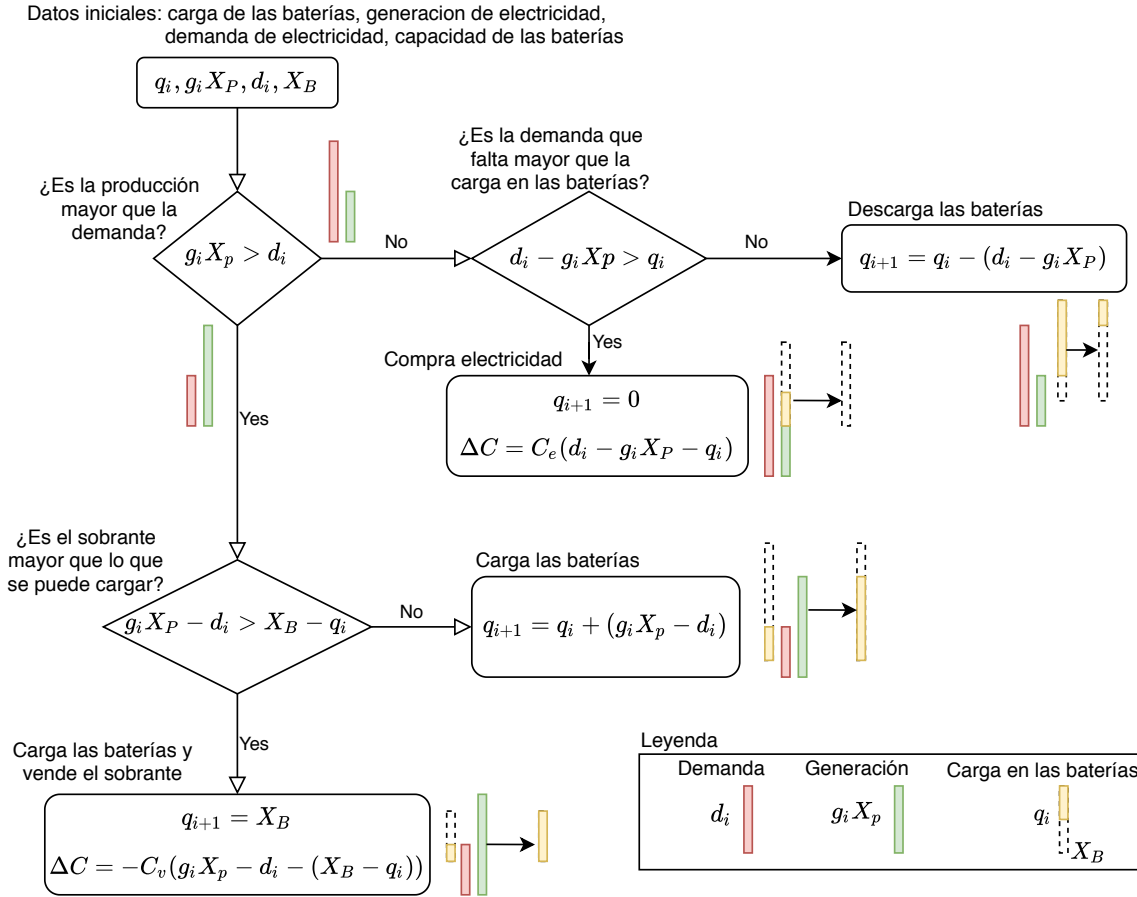 Datos iniciales: carga de las baterías, generacion de electricidad,
demanda de electricidad, capacidad de las baterías
q_i, g_i X_P, d_i, X_B
¿Es la producción
mayor que la
demanda?
g_i X_p > d_i
No
¿Es la demanda que
falta mayor que la
carga en las baterías?
d_i − g_i Xp > q_i
No
Descarga las baterías
q_{i+1} = q_i − (d_i − g_i X_P)
Yes
Compra electricidad
q_{i+1} = 0
ΔC = C_e(d_i − g_i X_P − q_i)
Yes
¿Es el sobrante
mayor que lo que
se puede cargar?
g_i X_P − d_i > X_B − q_i
No
Carga las baterías
q_{i+1} = q_i + (g_i X_p − d_i)
Yes
Carga las baterías y
vende el sobrante
q_{i+1} = X_B
ΔC = −C_v(g_i X_p − d_i − (X_B − q_i))
Leyenda
Demanda
Generación
Carga en las baterías
d_i
g_i X_p
q_i
X_B